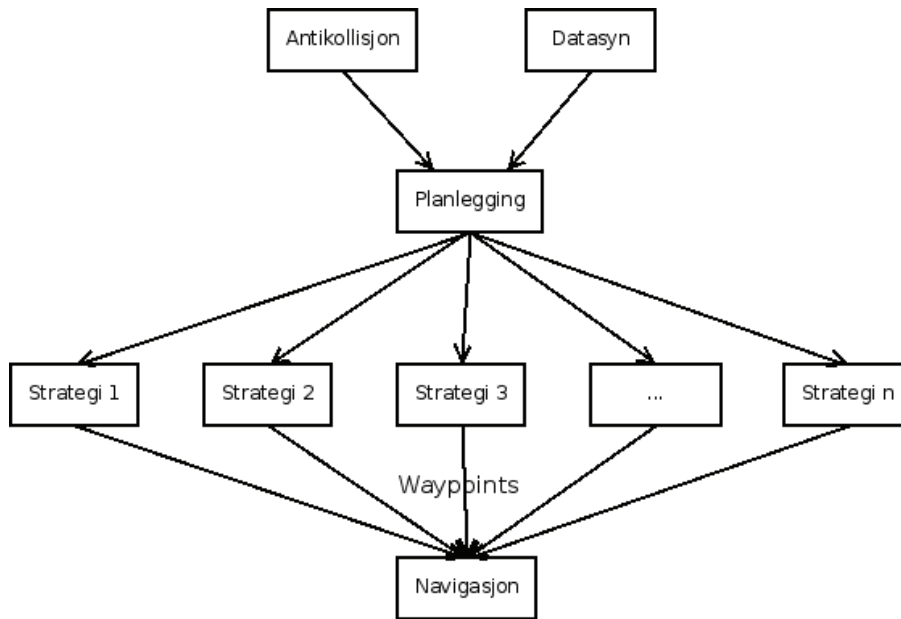 Antikollisjon
Datasyn
Planlegging
Strategi 1
Strategi 2
Strategi 3
...
Strategi n
Waypoints
Navigasjon